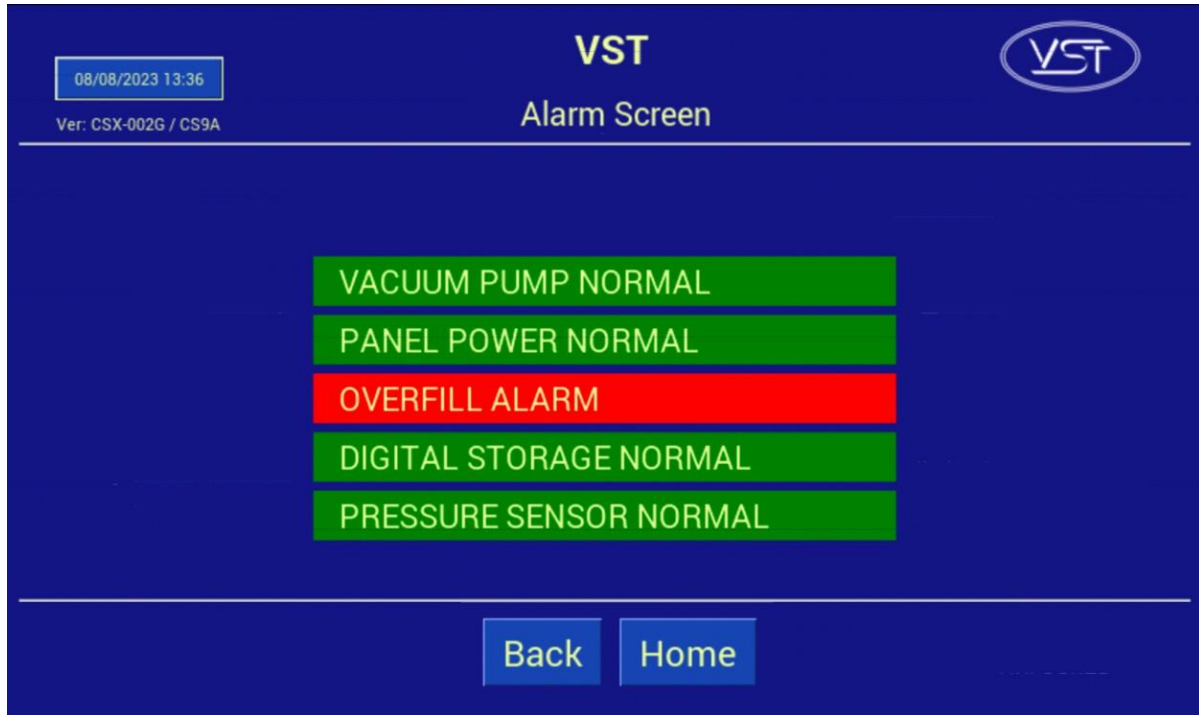 VST
08/08/2023 13:36
VST
Alarm Screen
Ver: CSX-002G / CS9A
VACUUM PUMP NORMAL
PANEL POWER NORMAL
OVERFILL ALARM
DIGITAL STORAGE NORMAL
PRESSURE SENSOR NORMAL
Back
Home